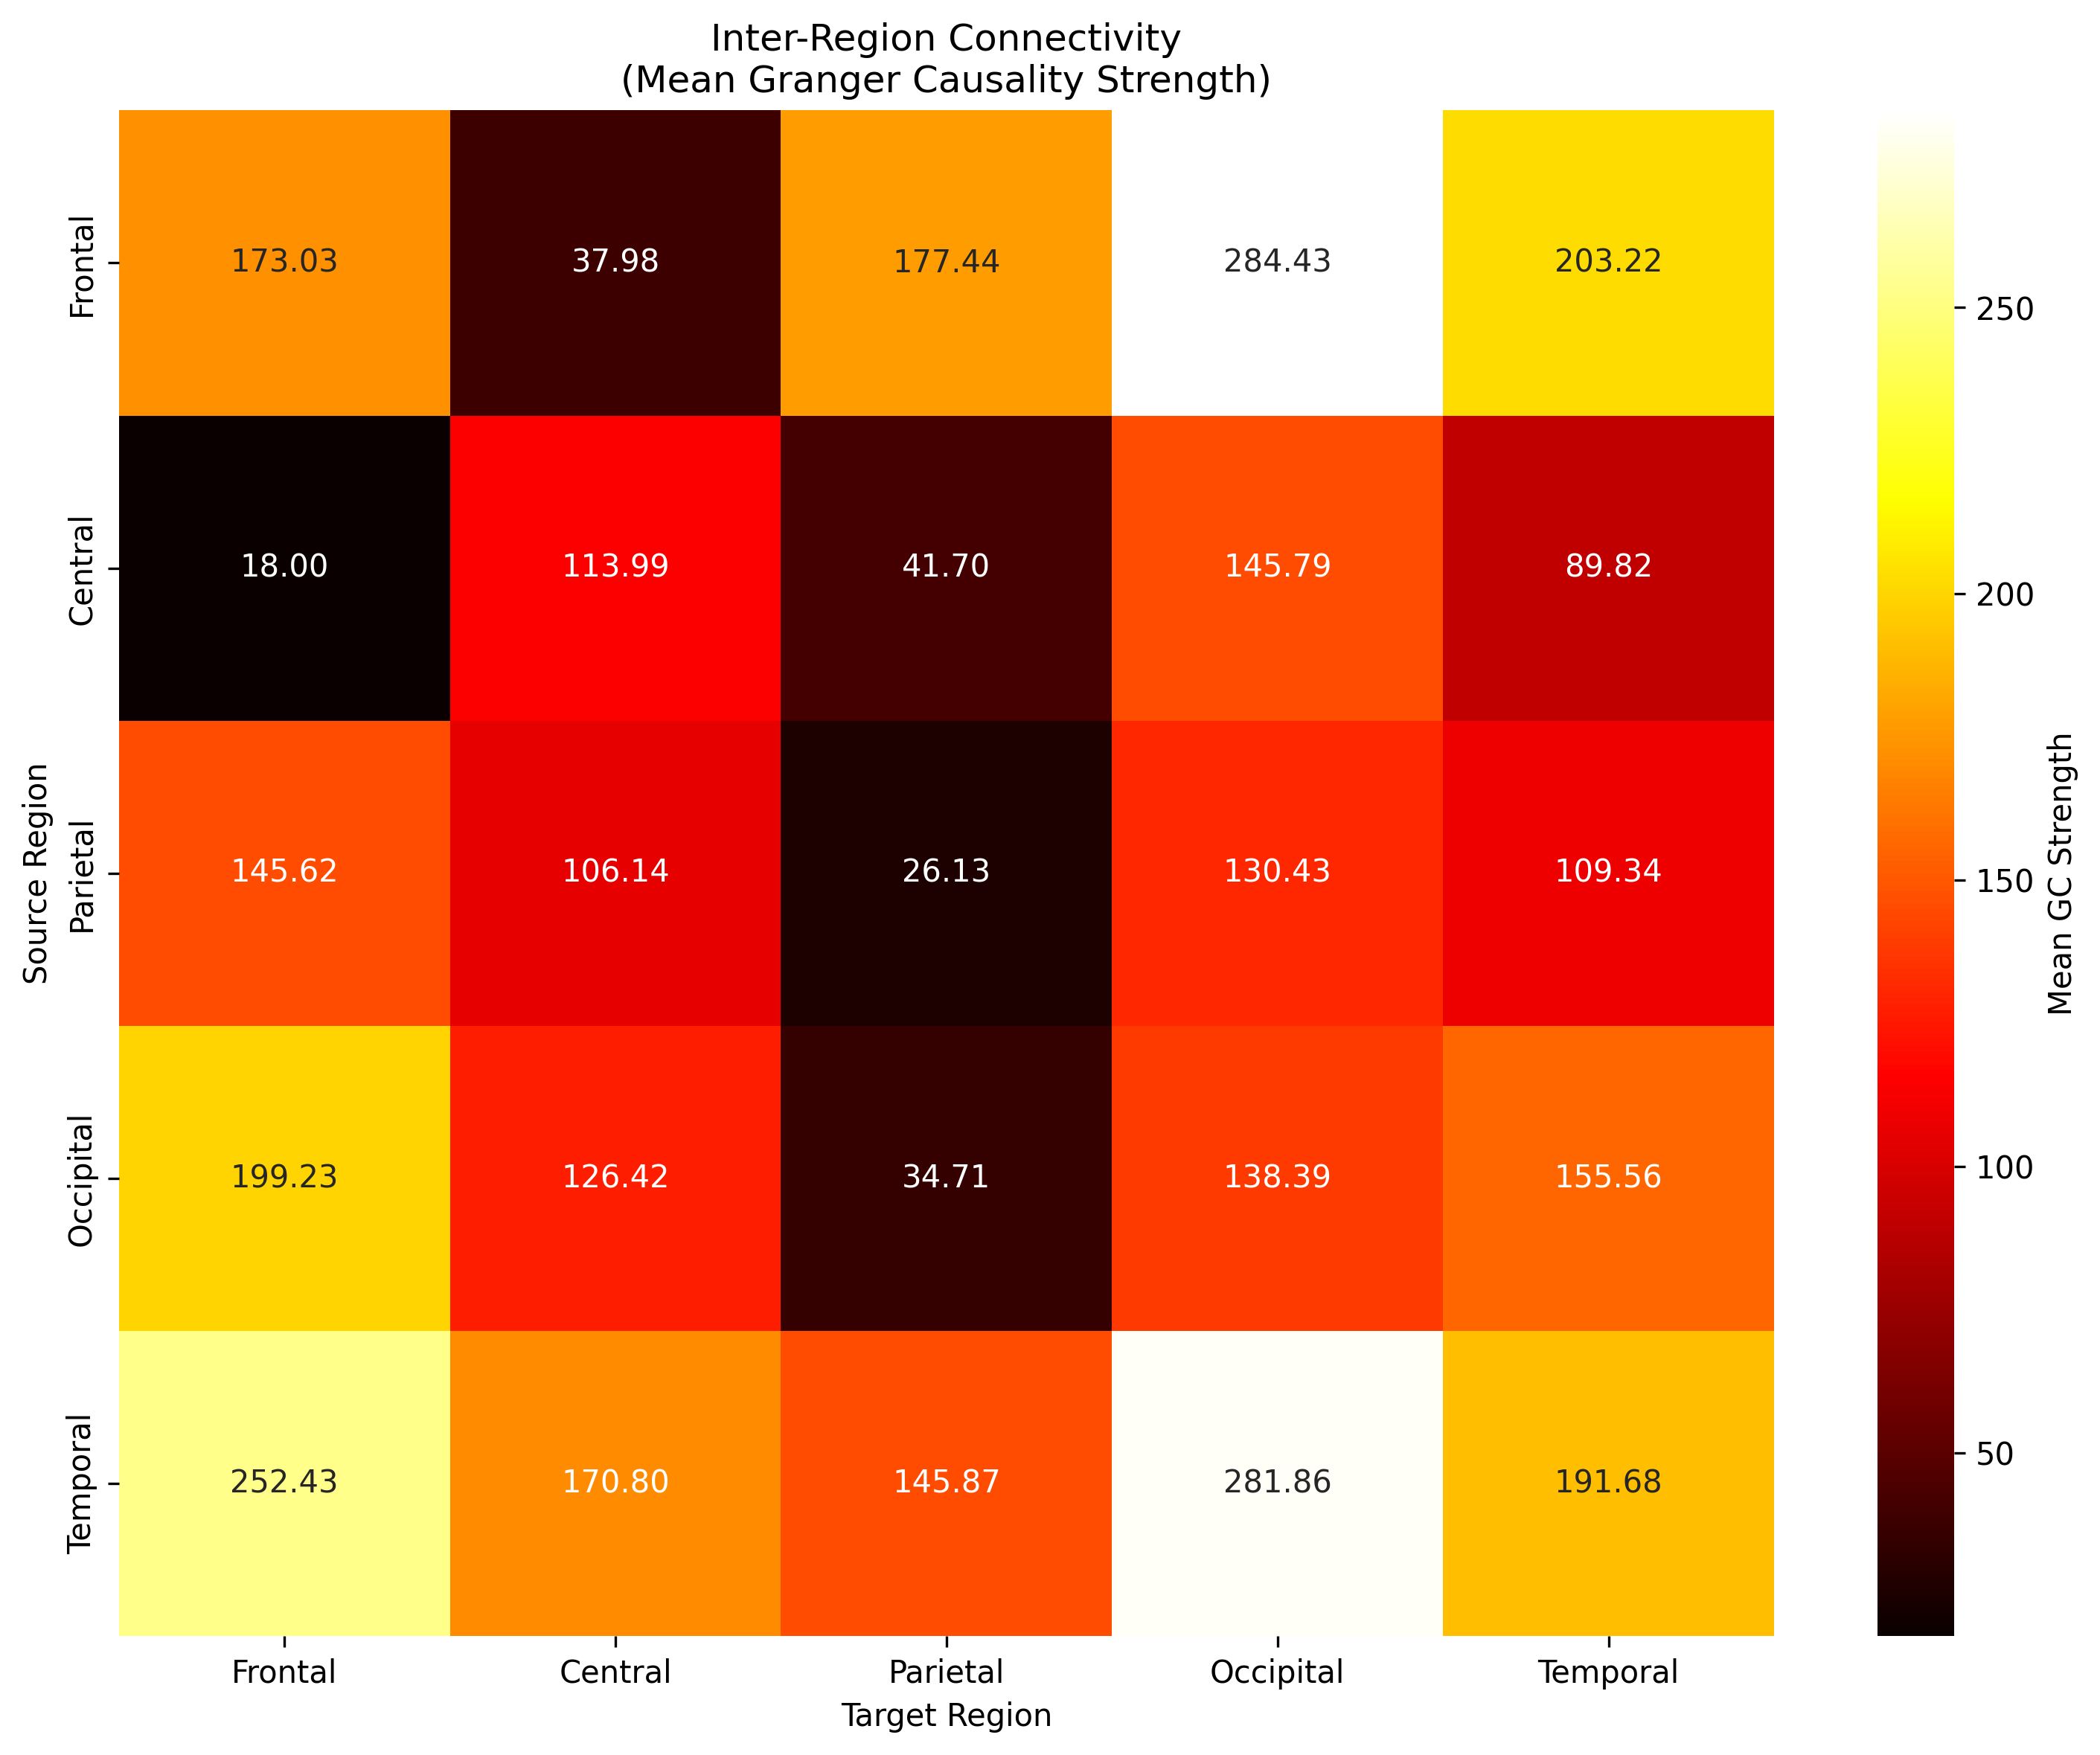 Inter-Region Connectivity
(Mean Granger Causality Strength)
Source Region
Frontal
173.03 37.98 177.44 284.43 203.22
Central
18.00 113.99 41.70 145.79 89.82
Parietal
145.62 106.14 26.13 130.43 109.34
Occipital
199.23 126.42 34.71 138.39 155.56
Temporal
252.43 170.80 145.87 281.86 191.68
Frontal Central Parietal Occipital Temporal
Target Region
250
200
150
100
50
Mean GC Strength